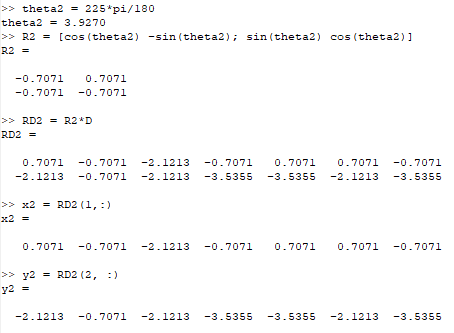 >> theta2 = 225*pi/180
theta2 = 3.9270
>> R2 = [cos(theta2) -sin(theta2); sin(theta2) cos(theta2)]
R2 =
-0.7071 0.7071
-0.7071 -0.7071
>> RD2 = R2*D
RD2 =
0.7071 -0.7071 -2.1213 -0.7071 0.7071 0.7071 -0.7071
-2.1213 -0.7071 -2.1213 -3.5355 -3.5355 -2.1213 -3.5355
>> x2 = RD2(1,:)
x2 =
0.7071 -0.7071 -2.1213 -0.7071 0.7071 0.7071 -0.7071
>> y2 = RD2(2, :)
y2 =
-2.1213 -0.7071 -2.1213 -3.5355 -3.5355 -2.1213 -3.5355